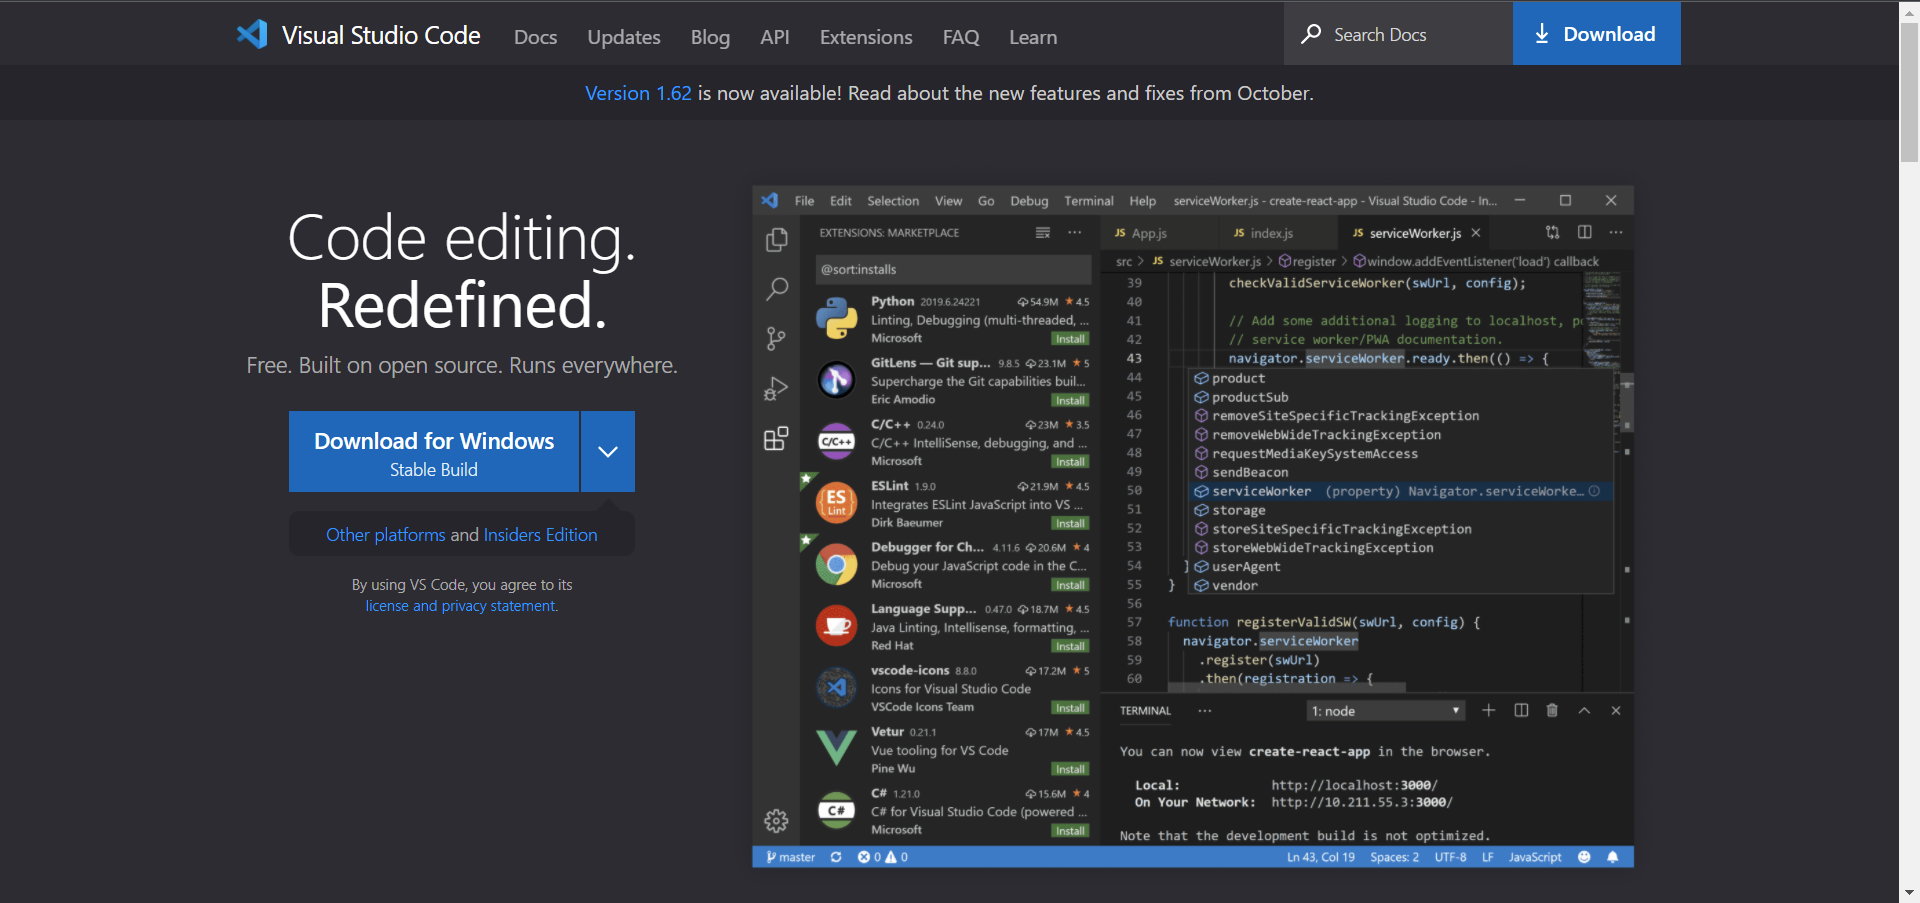 Visual Studio Code Docs Updates Blog API Extensions FAQ Learn Search Docs Download
Version 1.62 is now available! Read about the new features and fixes from October.
Code editing.
Redefined.
Free. Built on open source. Runs everywhere.
Download for Windows
Stable Build
Other platforms and Insiders Edition
By using VS Code, you agree to its
license and privacy statement.
File Edit Selection View Go Debug Terminal Help serviceWorker.js - create-react-app - Visual Studio Code - In...
EXTENSIONS: MARKETPLACE
@sort:installs
Python 2019.6.24221 54.9M 4.5
Linting, Debugging (multi-threaded, ...
Microsoft Install
GitLens — Git sup... 9.8.5 23.1M 5
Supercharge the Git capabilities buil...
Eric Amodio Install
C/C++
C/C++ 0.24.0 23M 3.5
C/C++ IntelliSense, debugging, and ...
Microsoft Install
ES
Lint
ESLint 1.9.0 21.9M 4.5
Integrates ESLint JavaScript into VS ...
Dirk Baeumer Install
Debugger for Ch... 4.11.6 20.6M 4
Debug your JavaScript code in the C...
Microsoft Install
Language Supp... 0.47.0 18.7M 4.5
Java Linting, Intellisense, formatting, ...
Red Hat Install
vscode-icons 8.8.0 17.2M 5
Icons for Visual Studio Code
VSCode Icons Team Install
Vetur 0.21.1 17M 4.5
Vue tooling for VS Code
Pine Wu Install
C#
C# 1.21.0 15.6M 4
C# for Visual Studio Code (powered ...
Microsoft Install
JS App.js JS index.js JS serviceWorker.js
src > JS serviceWorker.js > register > window.addEventListener('load') callback
39 checkValidServiceWorker(swUrl, config);
40
41 // Add some additional logging to localhost, p
42 // service worker/PWA documentation.
43 navigator.serviceWorker.ready.then(() => {
44 product
45 productSub
46 removeSiteSpecificTrackingException
47 removeWebWideTrackingException
48 requestMediaKeySystemAccess
49 sendBeacon
50 serviceWorker (property) Navigator.serviceWorke...
51 storage
52 storeSiteSpecificTrackingException
53 storeWebWideTrackingException
54 } userAgent
55 } vendor
56
57 function registerValidSW(swUrl, config) {
58 navigator.serviceWorker
59 .register(swUrl)
60 .then(registration => {
TERMINAL ... 1: node
You can now view create-react-app in the browser.
Local: http://localhost:3000/
On Your Network: http://10.211.55.3:3000/
Note that the development build is not optimized.
master 0 0 Ln 43, Col 19 Spaces: 2 UTF-8 LF JavaScript